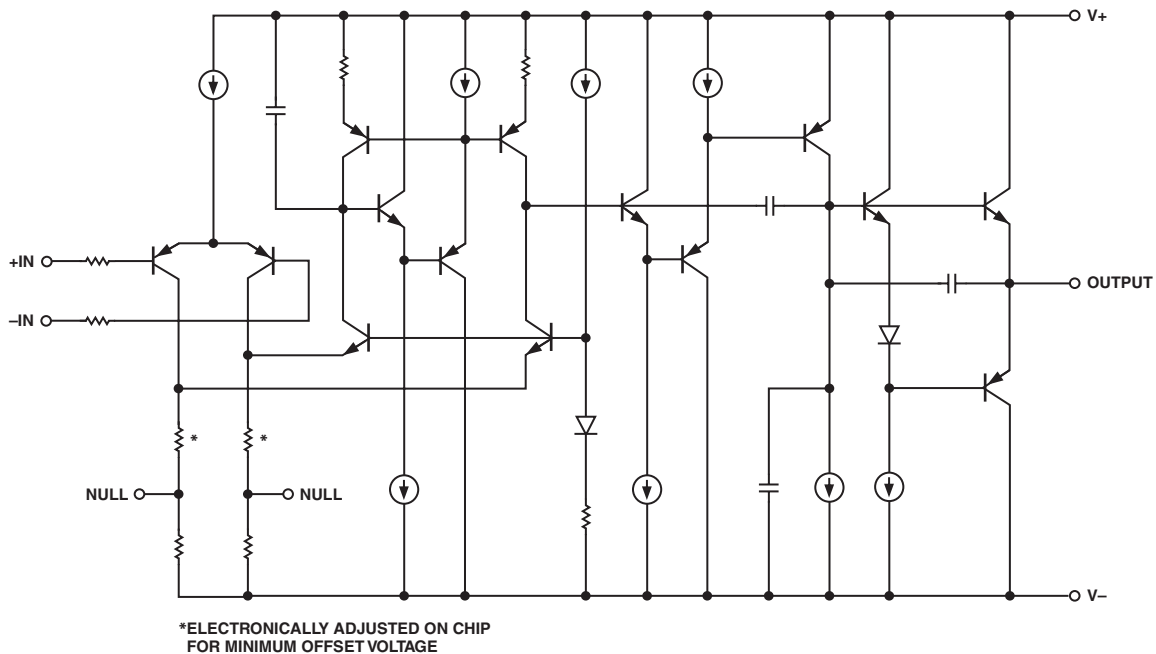 V+
+IN
–IN
OUTPUT
*
*
NULL
NULL
V–
*ELECTRONICALLY ADJUSTED ON CHIP
FOR MINIMUM OFFSET VOLTAGE